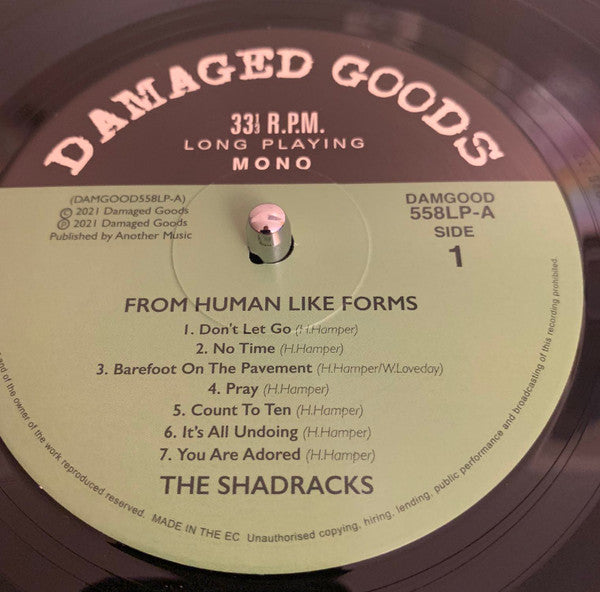 DAMAGED GOODS
33⅓ R.P.M.
LONG PLAYING
MONO
(DAMGOOD558LP-A)
© 2021 Damaged Goods
℗ 2021 Damaged Goods
Published by Another Music
DAMGOOD
558LP-A
SIDE
1
FROM HUMAN LIKE FORMS
1. Don't Let Go (H.Hamper)
2. No Time (H.Hamper)
3. Barefoot On The Pavement (H.Hamper/W.Loveday)
4. Pray (H.Hamper)
5. Count To Ten (H.Hamper)
6. It's All Undoing (H.Hamper)
7. You Are Adored (H.Hamper)
THE SHADRACKS
and of the owner of the work reproduced reserved. MADE IN THE EC Unauthorised copying, hiring, lending, public performance and broadcasting of this recording prohibited.